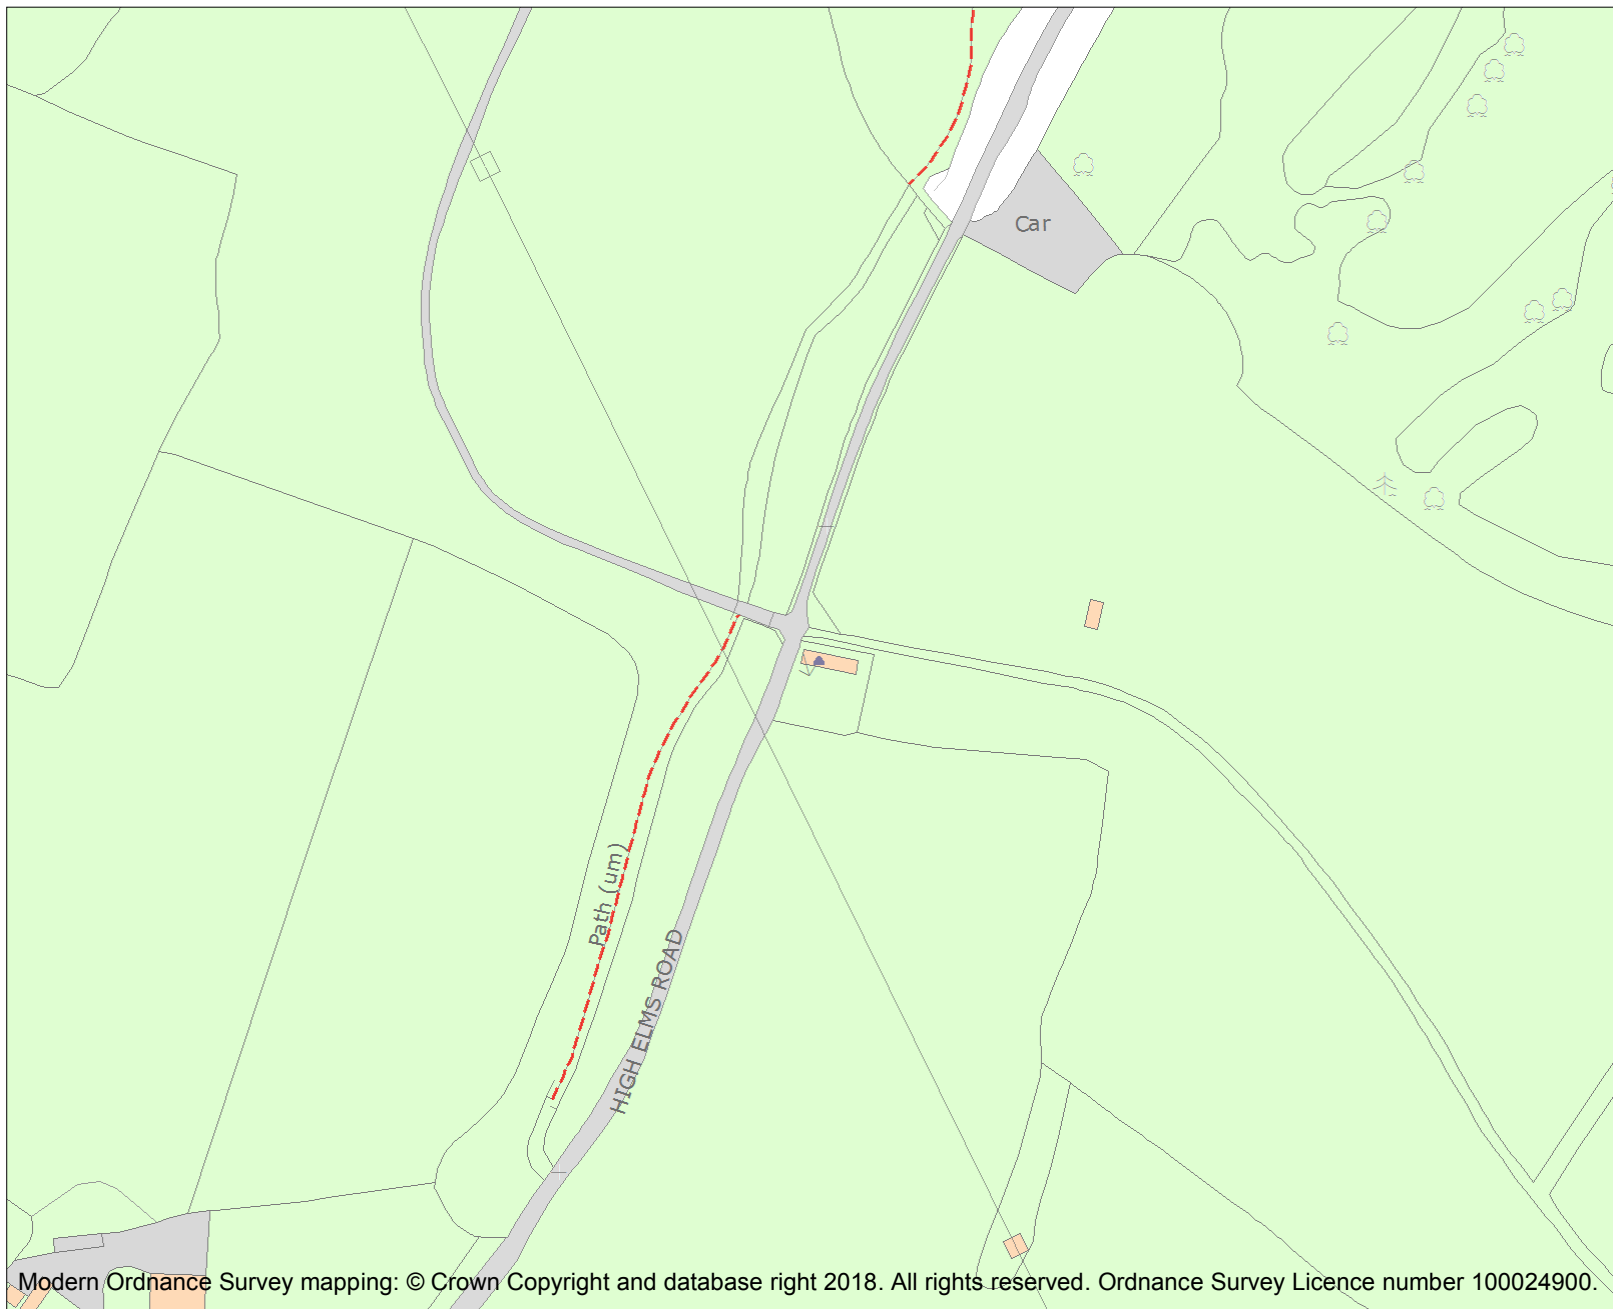 Car
Path (um)
HIGH ELMS ROAD
Modern Ordnance Survey mapping: © Crown Copyright and database right 2018. All rights reserved. Ordnance Survey Licence number 100024900.